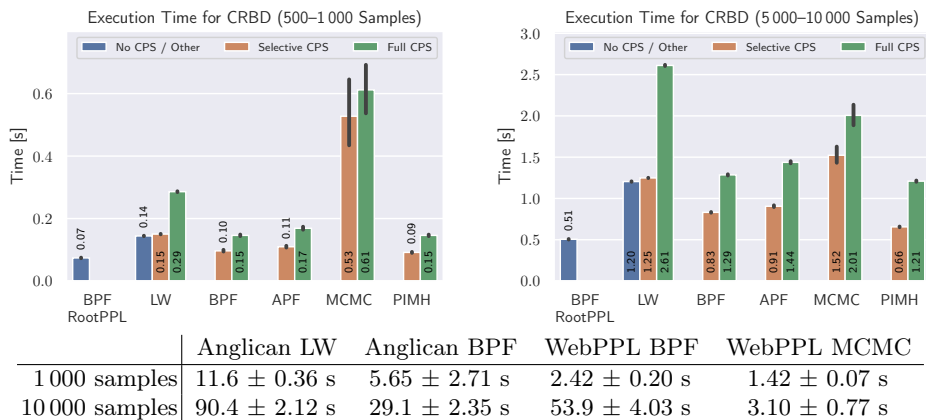 Execution Time for CRBD (500–1 000 Samples)
No CPS / Other
Selective CPS
Full CPS
Time [s]
0.6
0.4
0.2
0.0
0.07
0.14
0.15
0.29
0.10
0.15
0.11
0.17
0.53
0.61
0.09
0.15
BPF RootPPL
LW
BPF
APF
MCMC
PIMH
Execution Time for CRBD (5 000–10 000 Samples)
No CPS / Other
Selective CPS
Full CPS
Time [s]
3.0
2.5
2.0
1.5
1.0
0.5
0.0
0.51
1.20
1.25
2.61
0.83
1.29
0.91
1.44
1.52
2.01
0.66
1.21
BPF RootPPL
LW
BPF
APF
MCMC
PIMH
Anglican LW Anglican BPF WebPPL BPF WebPPL MCMC
1 000 samples 11.6 ± 0.36 s 5.65 ± 2.71 s 2.42 ± 0.20 s 1.42 ± 0.07 s
10 000 samples 90.4 ± 2.12 s 29.1 ± 2.35 s 53.9 ± 4.03 s 3.10 ± 0.77 s